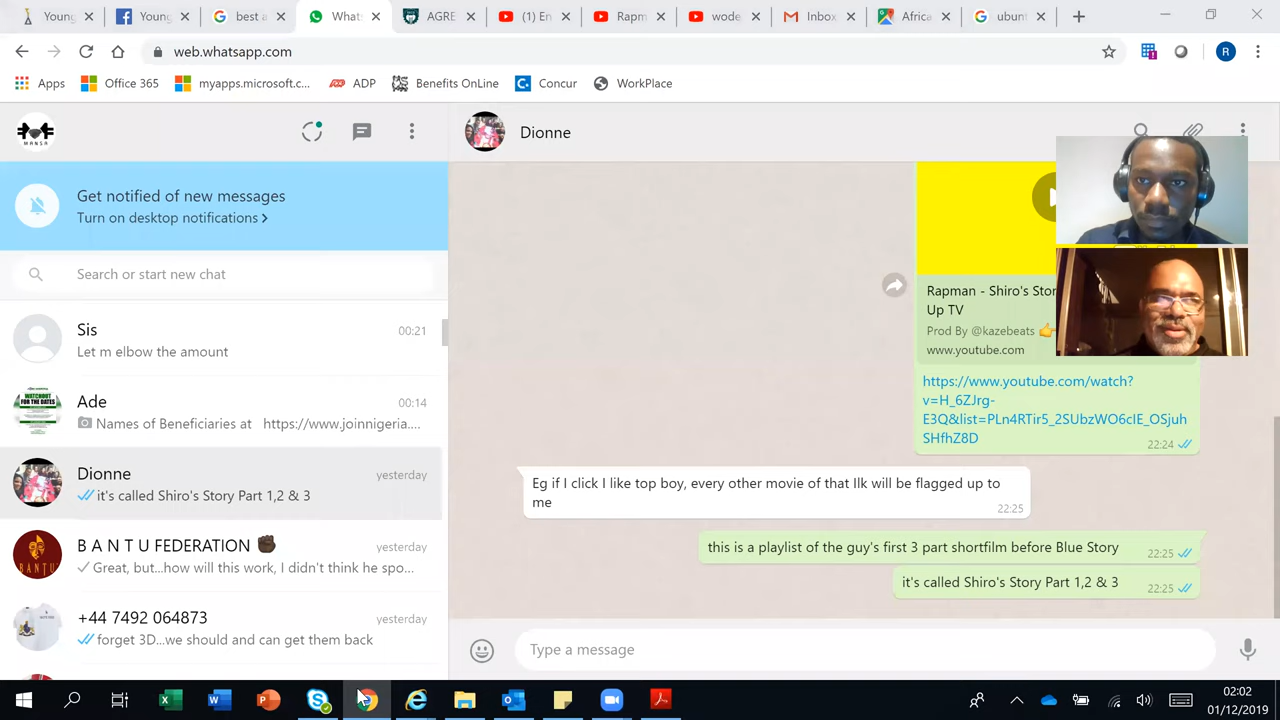 Young
Young
best a
Whats
AGRE
(1) En
Rapm
wode
Inbox
Africa
ubunt
web.whatsapp.com
R
Apps
Office 365
myapps.microsoft.c...
ADP
Benefits OnLine
Concur
WorkPlace
MANSA
Dionne
Get notified of new messages
Turn on desktop notifications
Search or start new chat
Sis
00:21
Let m elbow the amount
Ade
00:14
Names of Beneficiaries at https://www.joinnigeria....
Dionne
yesterday
it's called Shiro's Story Part 1,2 & 3
B A N T U FEDERATION
yesterday
Great, but...how will this work, I didn't think he spo...
+44 7492 064873
yesterday
forget 3D...we should and can get them back
Rapman - Shiro's Stor
Up TV
Prod By @kazebeats
www.youtube.com
https://www.youtube.com/watch?
v=H_6ZJrg-
E3Q&list=PLn4RTir5_2SUbzWO6cIE_OSjuh
SHfhZ8D
22:24
Eg if I click I like top boy, every other movie of that Ilk will be flagged up to
me
22:25
this is a playlist of the guy's first 3 part shortfilm before Blue Story
22:25
it's called Shiro's Story Part 1,2 & 3
22:25
Type a message
02:02
01/12/2019